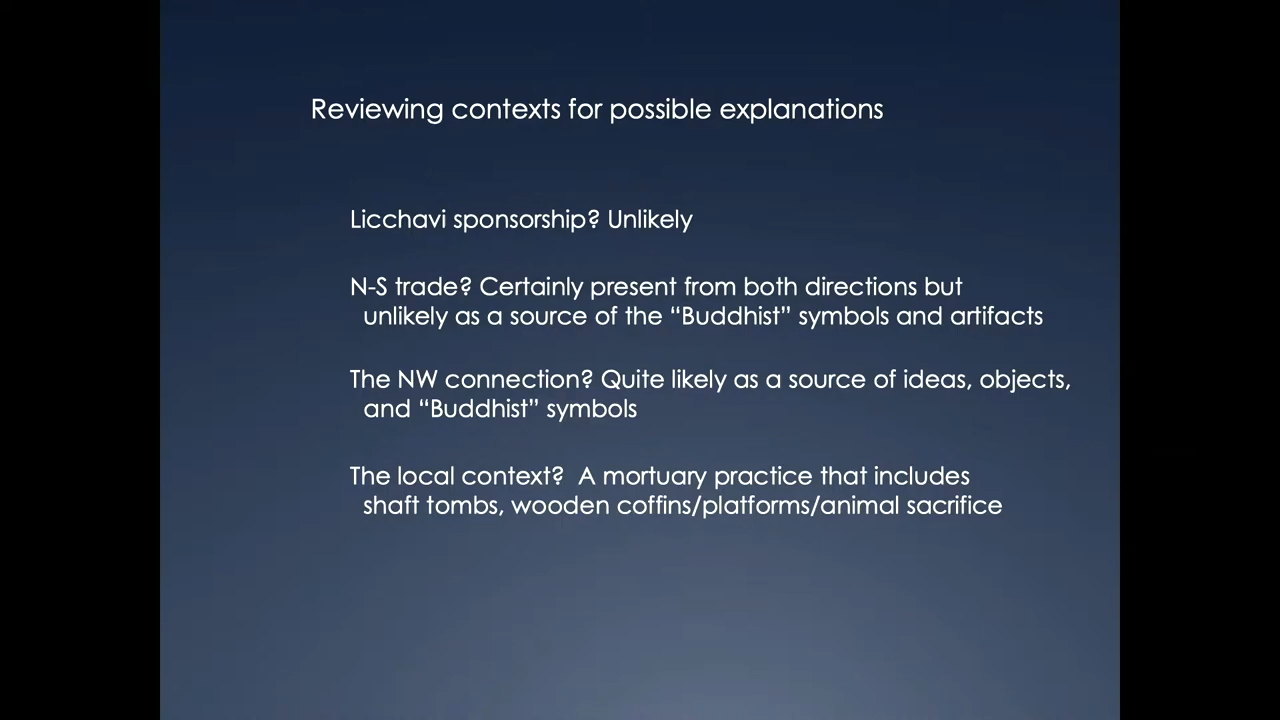 Reviewing contexts for possible explanations
Licchavi sponsorship? Unlikely
N-S trade? Certainly present from both directions but
unlikely as a source of the “Buddhist” symbols and artifacts
The NW connection? Quite likely as a source of ideas, objects,
and “Buddhist” symbols
The local context?  A mortuary practice that includes
shaft tombs, wooden coffins/platforms/animal sacrifice